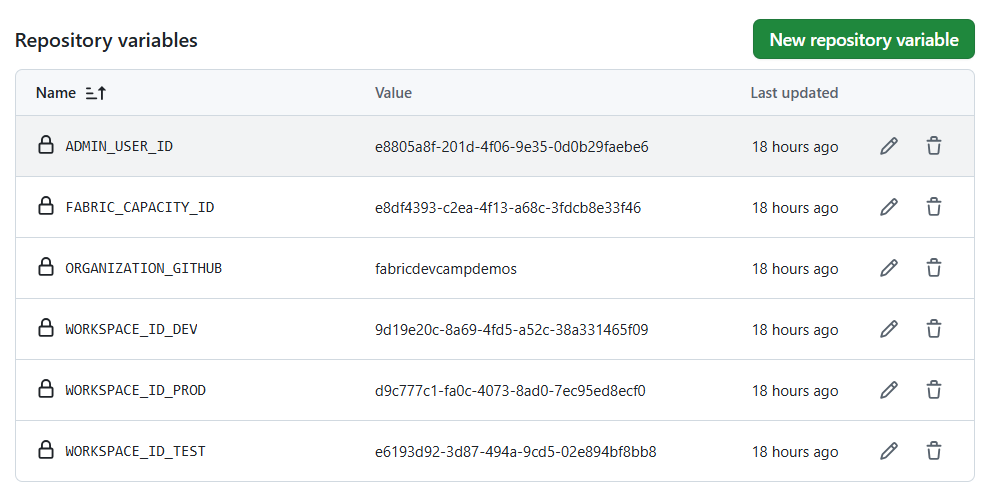 Repository variables New repository variable
Name Value Last updated
ADMIN_USER_ID e8805a8f-201d-4f06-9e35-0d0b29faebe6 18 hours ago
FABRIC_CAPACITY_ID e8df4393-c2ea-4f13-a68c-3fdcb8e33f46 18 hours ago
ORGANIZATION_GITHUB fabricdevcampdemos 18 hours ago
WORKSPACE_ID_DEV 9d19e20c-8a69-4fd5-a52c-38a331465f09 18 hours ago
WORKSPACE_ID_PROD d9c777c1-fa0c-4073-8ad0-7ec95ed8ecf0 18 hours ago
WORKSPACE_ID_TEST e6193d92-3d87-494a-9cd5-02e894bf8bb8 18 hours ago